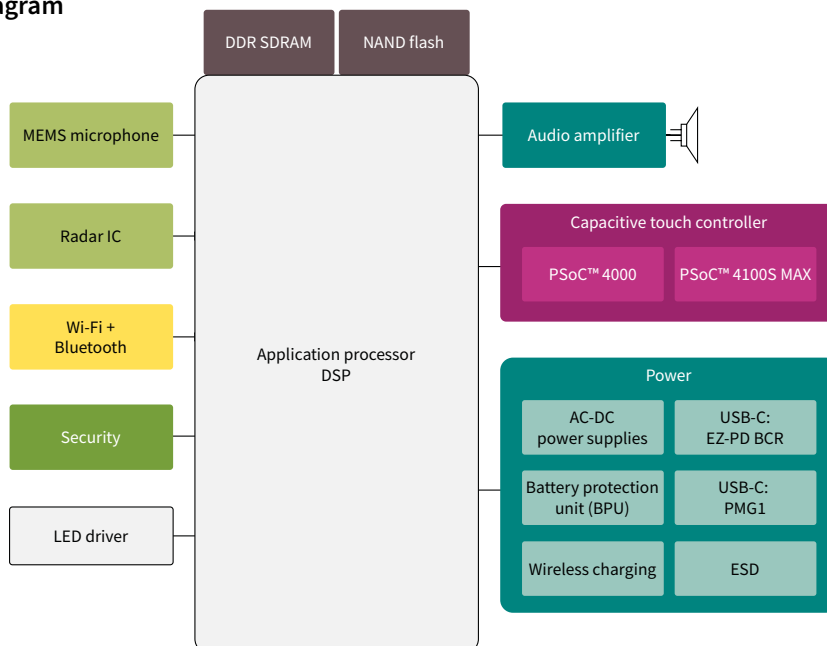 DDR SDRAM
NAND flash
MEMS microphone
Audio amplifier
Radar IC
Capacitive touch controller
PSoC™ 4000
PSoC™ 4100S MAX
Wi-Fi +
Bluetooth
Application processor
DSP
Security
LED driver
Power
AC-DC
power supplies
USB-C:
EZ-PD BCR
Battery protection
unit (BPU)
USB-C:
PMG1
Wireless charging
ESD